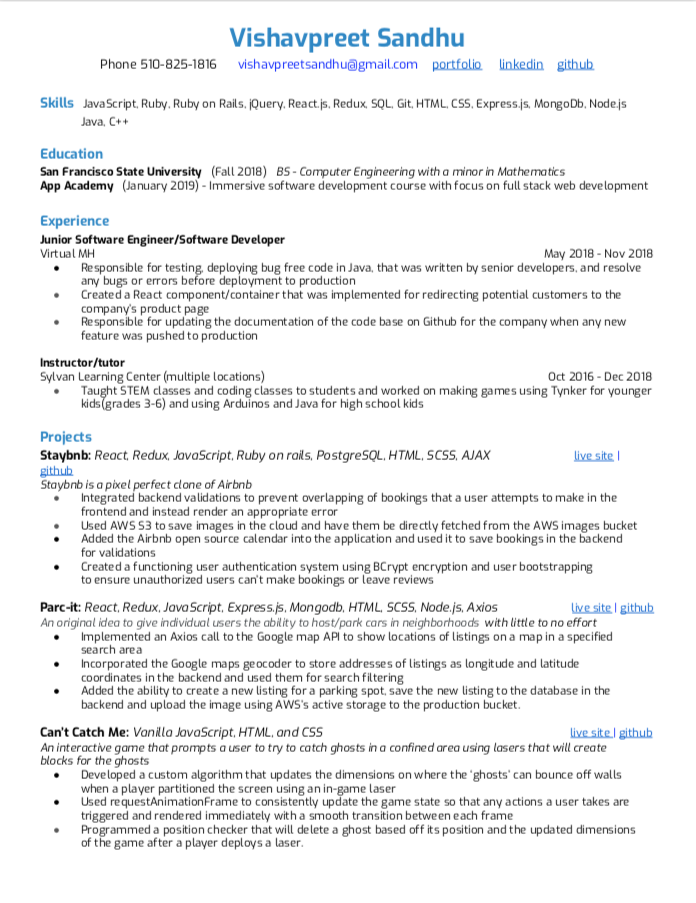 Vishavpreet Sandhu
Phone 510-825-1816 vishavpreetsandhu@gmail.com portfolio linkedin github
Skills JavaScript, Ruby, Ruby on Rails, jQuery, React.js, Redux, SQL, Git, HTML, CSS, Express.js, MongoDb, Node.js
Java, C++
Education
San Francisco State University (Fall 2018) BS - Computer Engineering with a minor in Mathematics
App Academy (January 2019) - Immersive software development course with focus on full stack web development
Experience
Junior Software Engineer/Software Developer
Virtual MH May 2018 - Nov 2018
● Responsible for testing, deploying bug free code in Java, that was written by senior developers, and resolve
any bugs or errors before deployment to production
● Created a React component/container that was implemented for redirecting potential customers to the
company's product page
● Responsible for updating the documentation of the code base on Github for the company when any new
feature was pushed to production
Instructor/tutor
Sylvan Learning Center (multiple locations) Oct 2016 - Dec 2018
● Taught STEM classes and coding classes to students and worked on making games using Tynker for younger
kids(grades 3-6) and using Arduinos and Java for high school kids
Projects
Staybnb: React, Redux, JavaScript, Ruby on rails, PostgreSQL, HTML, SCSS, AJAX live site |
github
Staybnb is a pixel perfect clone of Airbnb
● Integrated backend validations to prevent overlapping of bookings that a user attempts to make in the
frontend and instead render an appropriate error
● Used AWS S3 to save images in the cloud and have them be directly fetched from the AWS images bucket
● Added the Airbnb open source calendar into the application and used it to save bookings in the backend
for validations
● Created a functioning user authentication system using BCrypt encryption and user bootstrapping
to ensure unauthorized users can't make bookings or leave reviews
Parc-it: React, Redux, JavaScript, Express.js, Mongodb, HTML, SCSS, Node.js, Axios live site | github
An original idea to give individual users the ability to host/park cars in neighborhoods with little to no effort
● Implemented an Axios call to the Google map API to show locations of listings on a map in a specified
search area
● Incorporated the Google maps geocoder to store addresses of listings as longitude and latitude
coordinates in the backend and used them for search filtering
● Added the ability to create a new listing for a parking spot, save the new listing to the database in the
backend and upload the image using AWS's active storage to the production bucket.
Can't Catch Me: Vanilla JavaScript, HTML, and CSS live site | github
An interactive game that prompts a user to try to catch ghosts in a confined area using lasers that will create
blocks for the ghosts
● Developed a custom algorithm that updates the dimensions on where the 'ghosts' can bounce off walls
when a player partitioned the screen using an in-game laser
● Used requestAnimationFrame to consistently update the game state so that any actions a user takes are
triggered and rendered immediately with a smooth transition between each frame
● Programmed a position checker that will delete a ghost based off its position and the updated dimensions
of the game after a player deploys a laser.